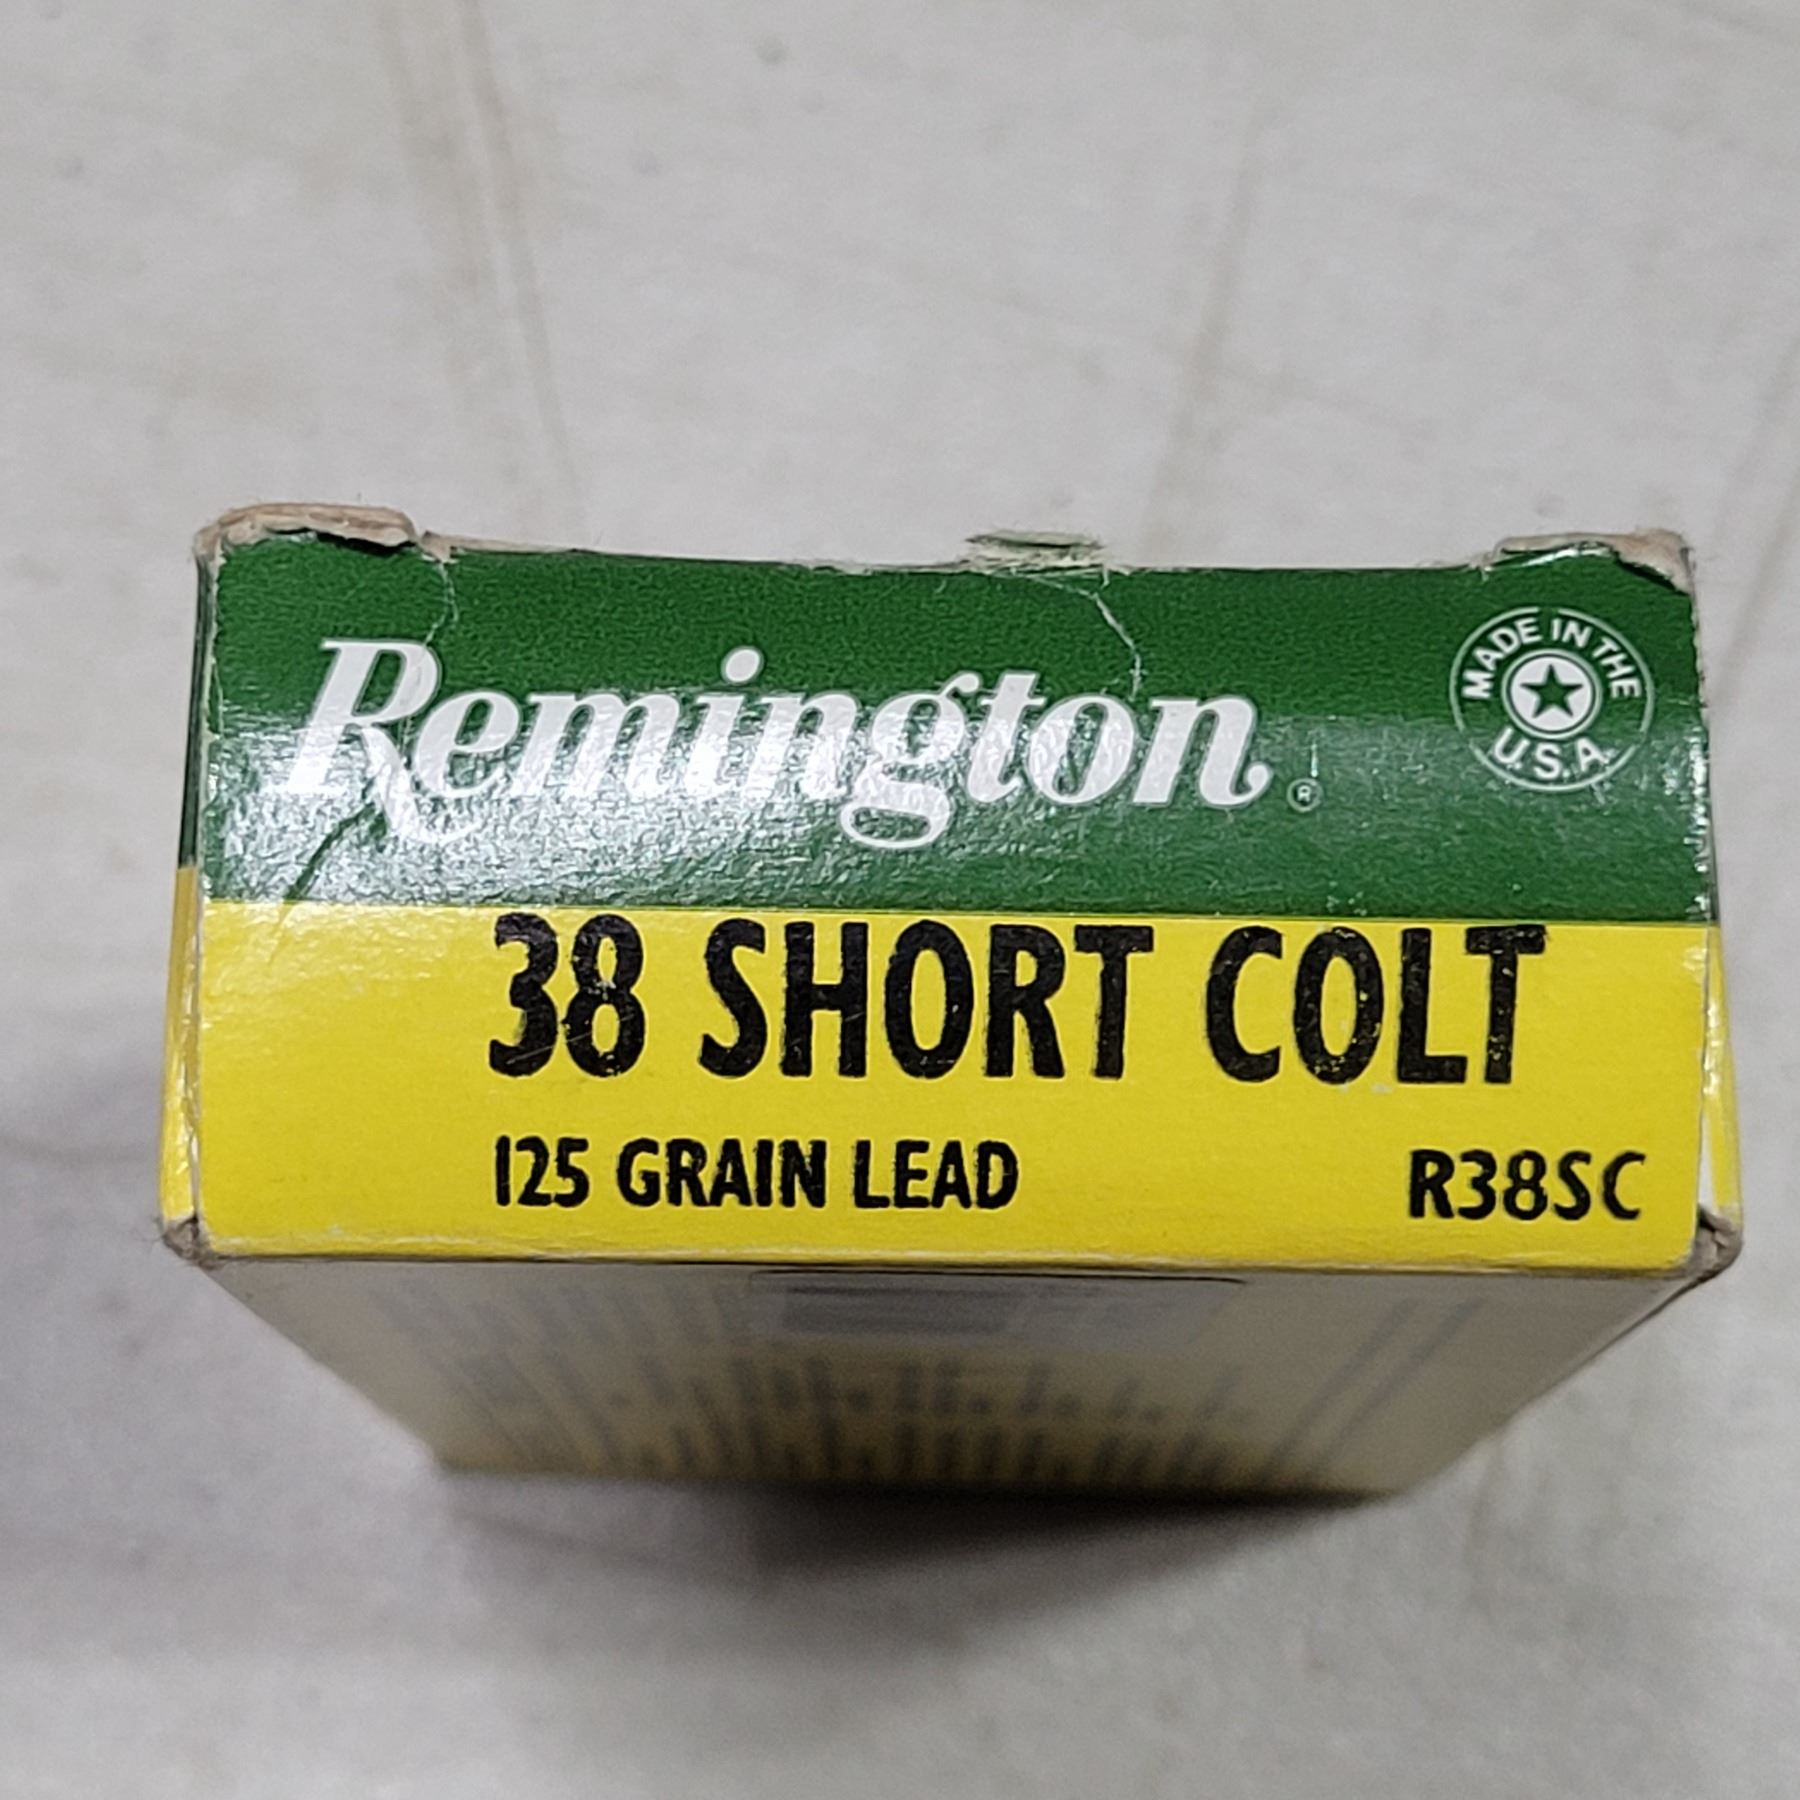 Remington®
MADE IN THE
U.S.A.
38 SHORT COLT
125 GRAIN LEAD
R38SC